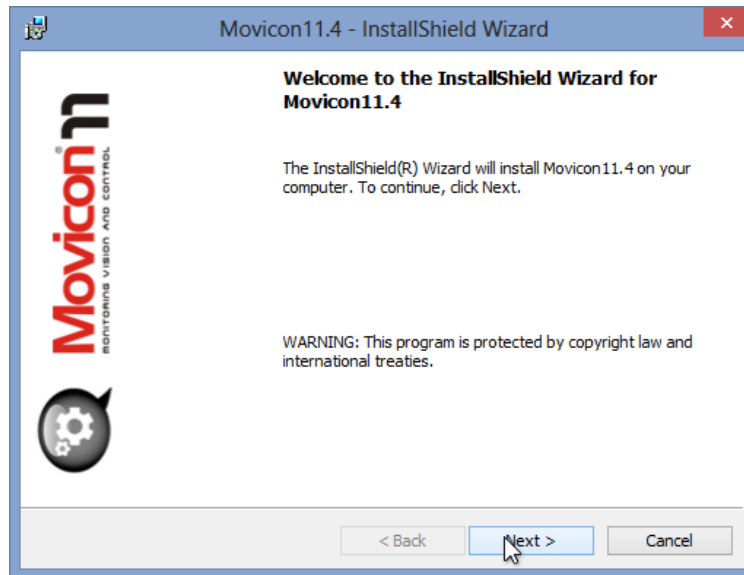 Movicon11.4 - InstallShield Wizard
Movicon 11
MONITORING VISION AND CONTROL
Welcome to the InstallShield Wizard for
Movicon11.4
The InstallShield(R) Wizard will install Movicon11.4 on your
computer. To continue, click Next.
WARNING: This program is protected by copyright law and
international treaties.
< Back
Next >
Cancel